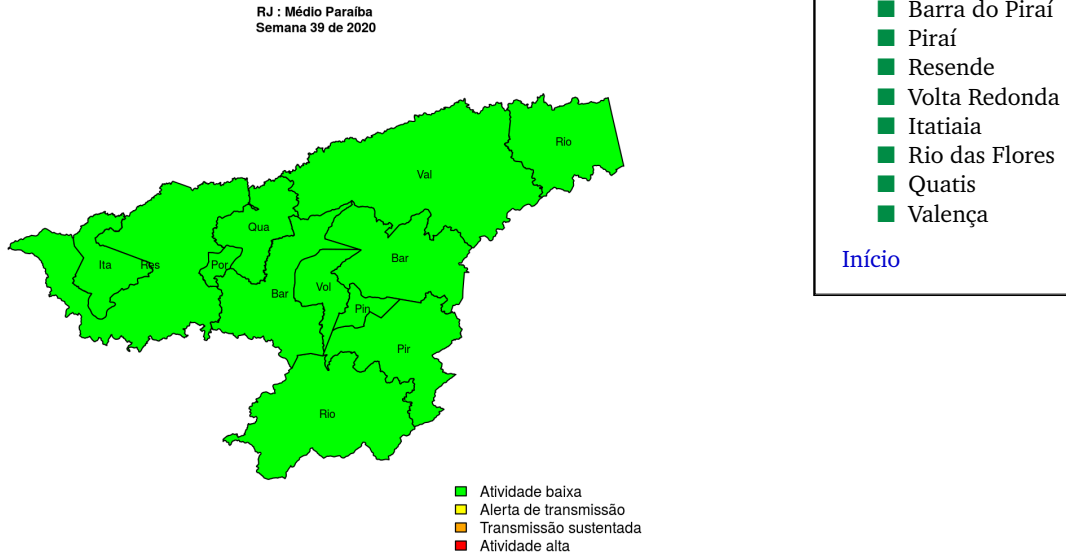 RJ : Médio Paraíba
Semana 39 de 2020
Rio
Val
Qua
Ita
Res
Por
Bar
Bar
Vol
Pin
Pir
Rio
Atividade baixa
Alerta de transmissão
Transmissão sustentada
Atividade alta
Barra do Piraí
Piraí
Resende
Volta Redonda
Itatiaia
Rio das Flores
Quatis
Valença
Início